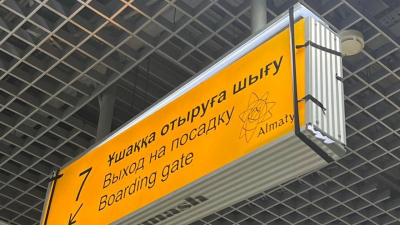 7
Ұшаққа отыруға шығу
Выход на посадку
Boarding gate
Almaty